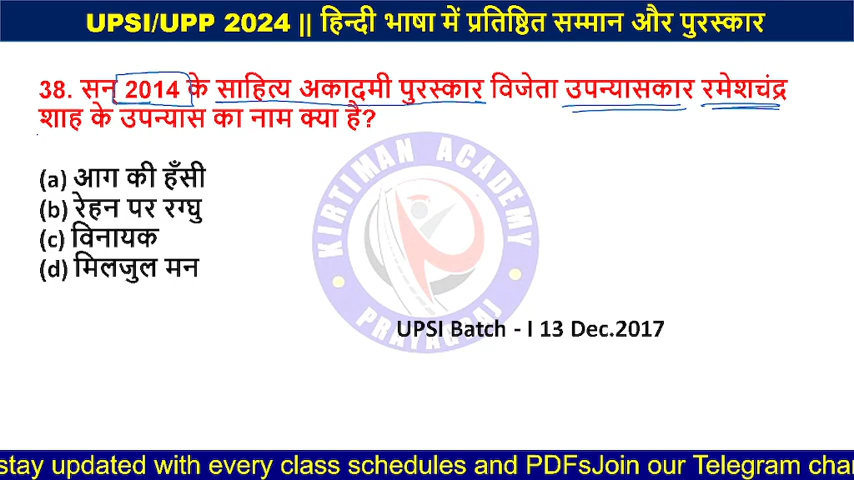 UPSI/UPP 2024 || हिन्दी भाषा में प्रतिष्ठित सम्मान और पुरस्कार
38. सन् 2014 के साहित्य अकादमी पुरस्कार विजेता उपन्यासकार रमेशचंद्र
शाह के उपन्यास का नाम क्या है?
(a) आग की हँसी
(b) रेहन पर रग्घु
(c) विनायक
(d) मिलजुल मन
KIRTIMAN ACADEMY
PRAYAGRAJ
UPSI Batch - I 13 Dec.2017
stay updated with every class schedules and PDFsJoin our Telegram chan